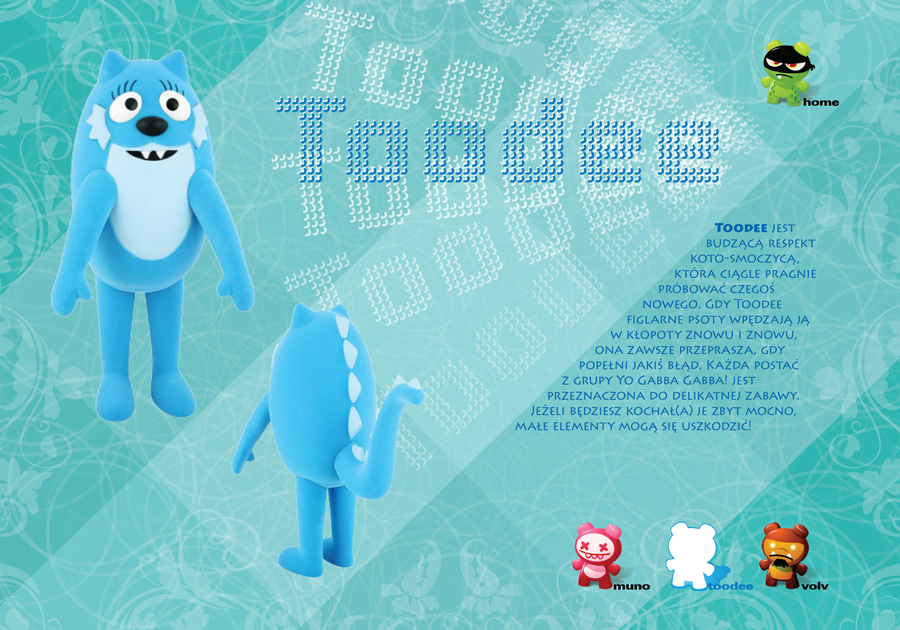 Toodee
home
Toodee jest
budzącą respekt
koto-smoczycą,
która ciągle pragnie
próbować czegoś
nowego. Gdy Toodee
figlarne psoty wpędzają ją
w kłopoty znowu i znowu,
ona zawsze przeprasza, gdy
popełni jakiś błąd. Każda postać
z grupy Yo Gabba Gabba! jest
przeznaczona do delikatnej zabawy.
Jeżeli będziesz kochał(a) je zbyt mocno,
małe elementy mogą się uszkodzić!
muno
toodee
volv